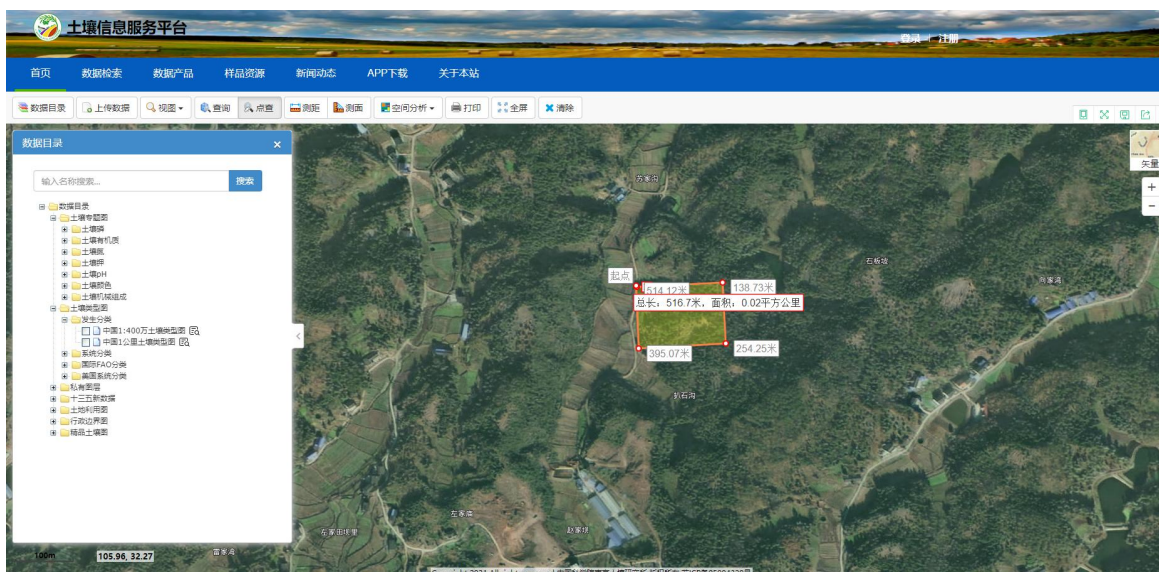 土壤信息服务平台
登录 | 注册
首页 数据检索 数据产品 样品资源 新闻动态 APP下载 关于本站
数据目录 上传数据 视图 查询 点查 测距 测面 空间分析 打印 全屏 清除
数据目录 ×
输入名称搜索... 搜索
数据目录
土壤专题图
土壤磷
土壤有机质
土壤氮
土壤钾
土壤pH
土壤颜色
土壤机械组成
土壤类型图
发生分类
中国1:400万土壤类型图
中国1公里土壤类型图
系统分类
国际FAO分类
美国系统分类
私有图层
十三五新数据
土地利用图
行政边界图
精品土壤图
矢量
+
−
苏家沟
石板坡
向家湾
起点
514.12米
138.73米
总长：516.7米，面积：0.02平方公里
395.07米
254.25米
扒石沟
左家湾
左家田坝里
赵家坝
雷家湾
100m
105.96, 32.27